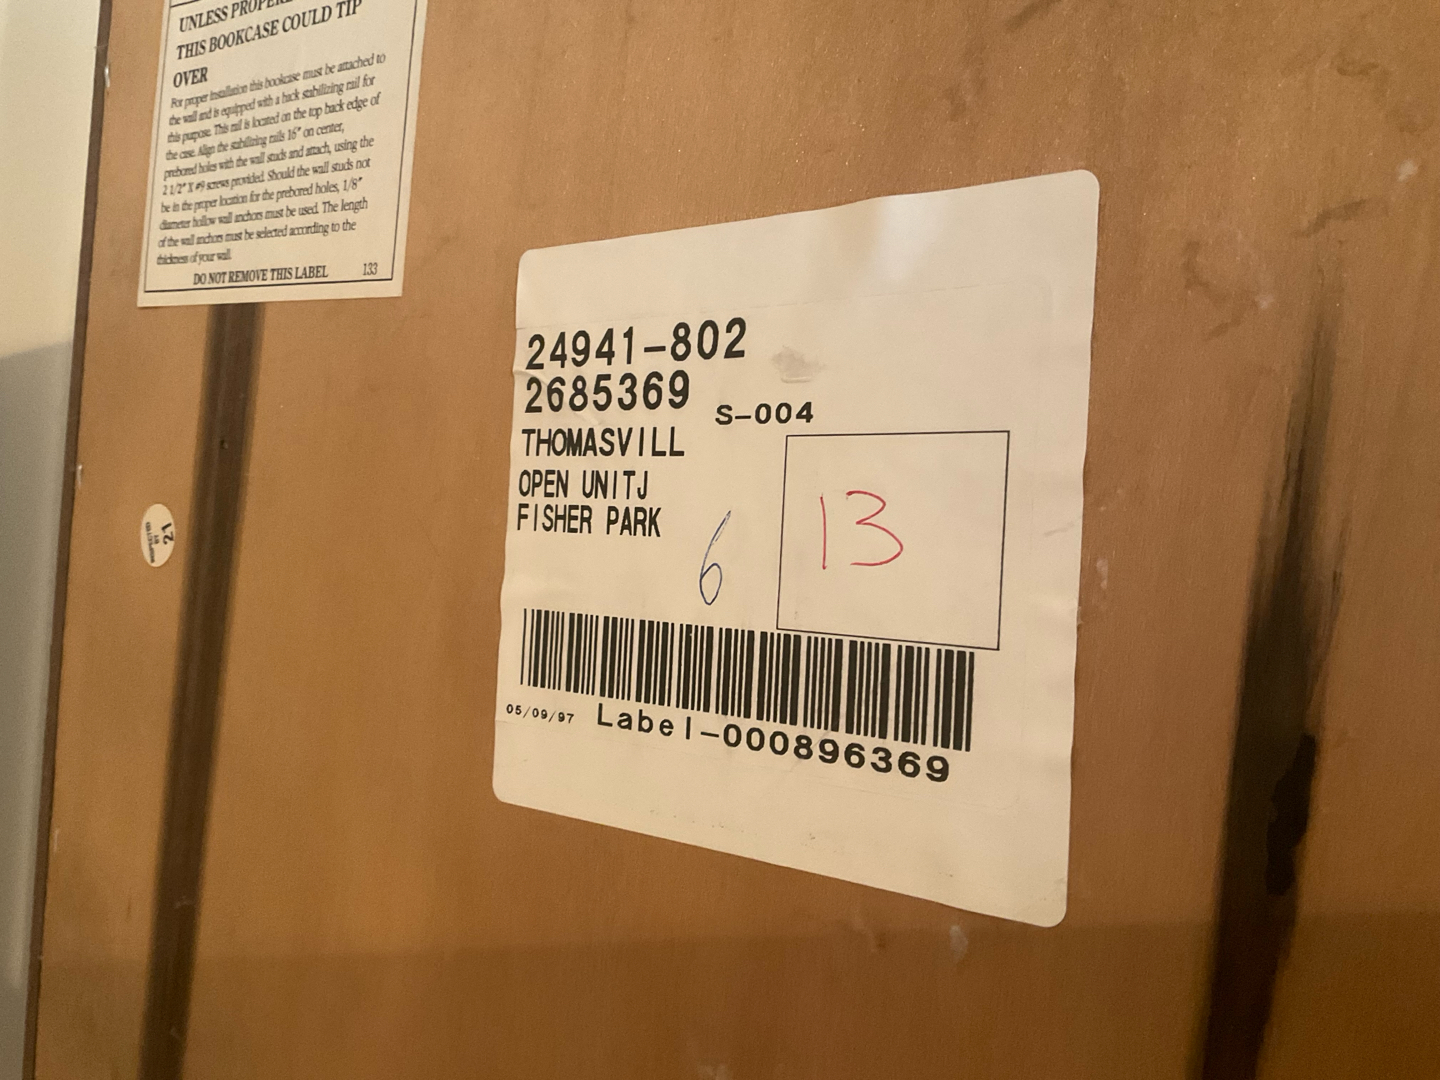 UNLESS PROPER
THIS BOOKCASE COULD TIP
OVER
For proper installation this bookcase must be attached to
the wall and is equipped with a back stabilizing rail for
this purpose. This rail is located on the top back edge of
the case. Align the stabilizing rails 16" on center,
prebored holes with the wall studs and attach, using the
2 1/2" X #9 screws provided. Should the wall studs not
be in the proper location for the prebored holes, 1/8"
diameter hollow wall anchors must be used. The length
of the wall anchors must be selected according to the
thickness of your wall.
DO NOT REMOVE THIS LABEL 133
24941-802
2685369
S-004
THOMASVILL
OPEN UNITJ
FISHER PARK
6
13
05/09/97 Label-000896369
21